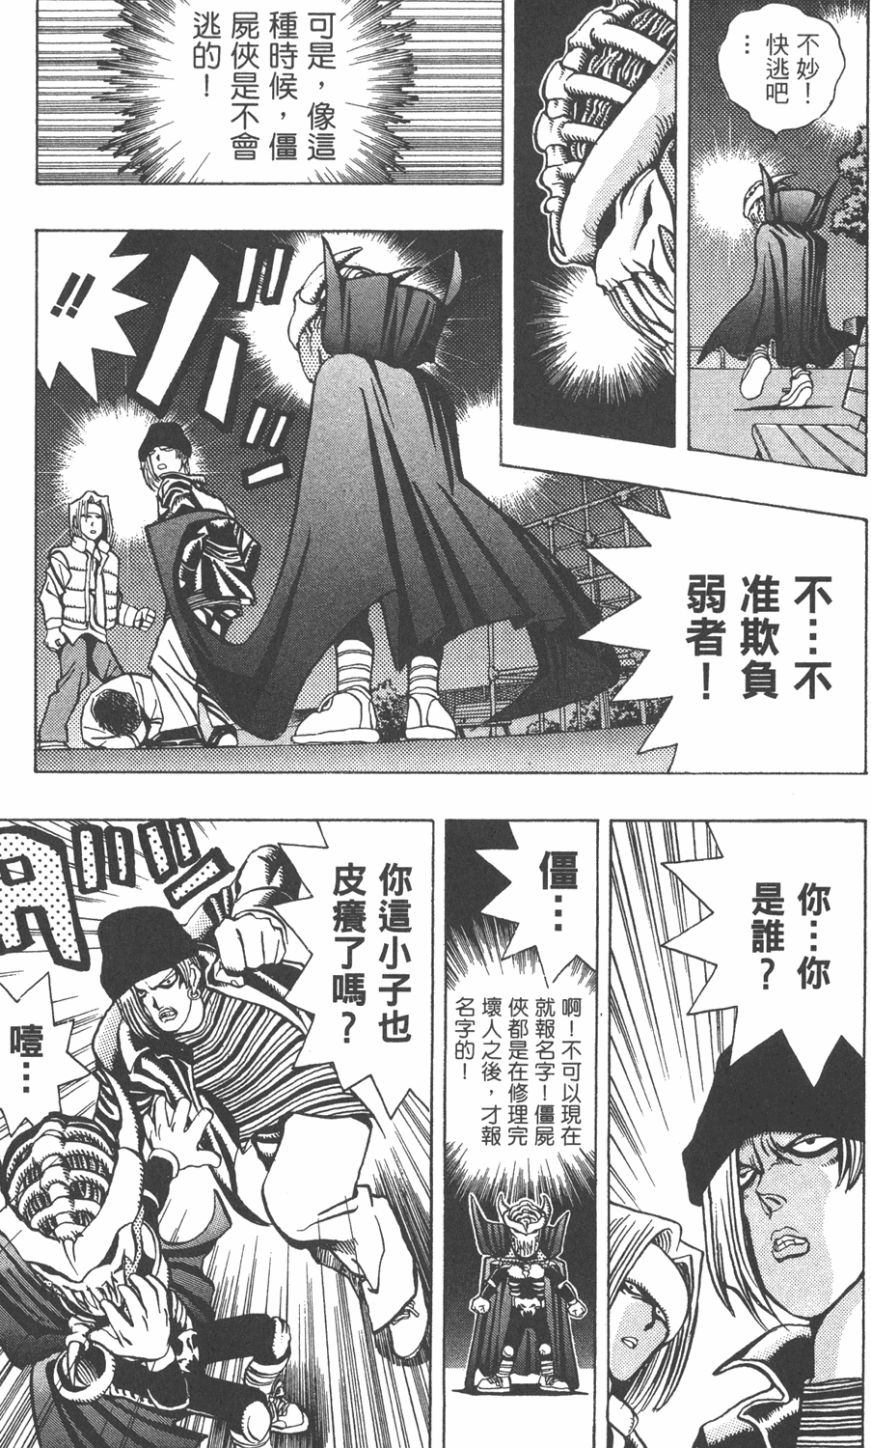 不妙！
快逃吧
…
可是，像這
種時候，僵
屍俠是不會
逃的！
!!
不…不
准欺負
弱者！
你…你
是誰？
僵…
啊！不可以現在
就報名字！僵屍
俠都是在修理完
壞人之後，才報
名字的！
你這小子也
皮癢了嗎？
噎…